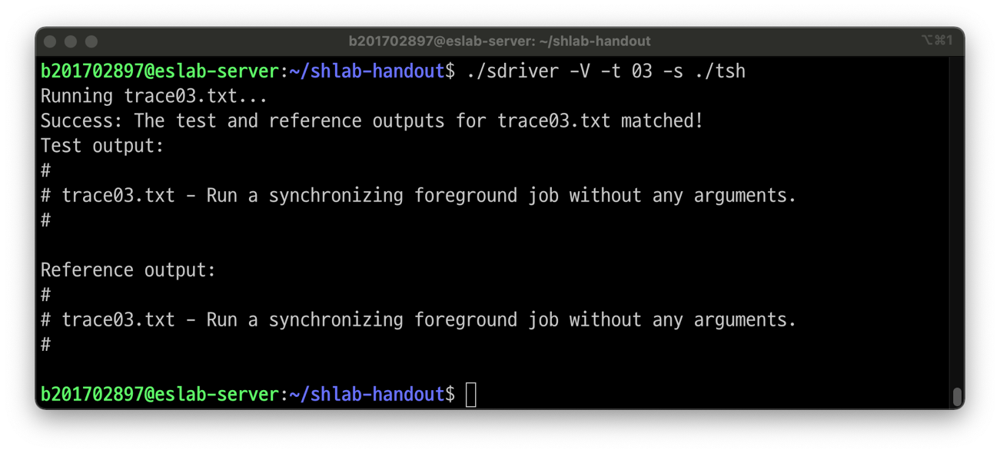 b201702897@eslab-server: ~/shlab-handout
⌥⌘1
b201702897@eslab-server:~/shlab-handout$ ./sdriver -V -t 03 -s ./tsh
Running trace03.txt...
Success: The test and reference outputs for trace03.txt matched!
Test output:
#
# trace03.txt - Run a synchronizing foreground job without any arguments.
#
Reference output:
#
# trace03.txt - Run a synchronizing foreground job without any arguments.
#
b201702897@eslab-server:~/shlab-handout$